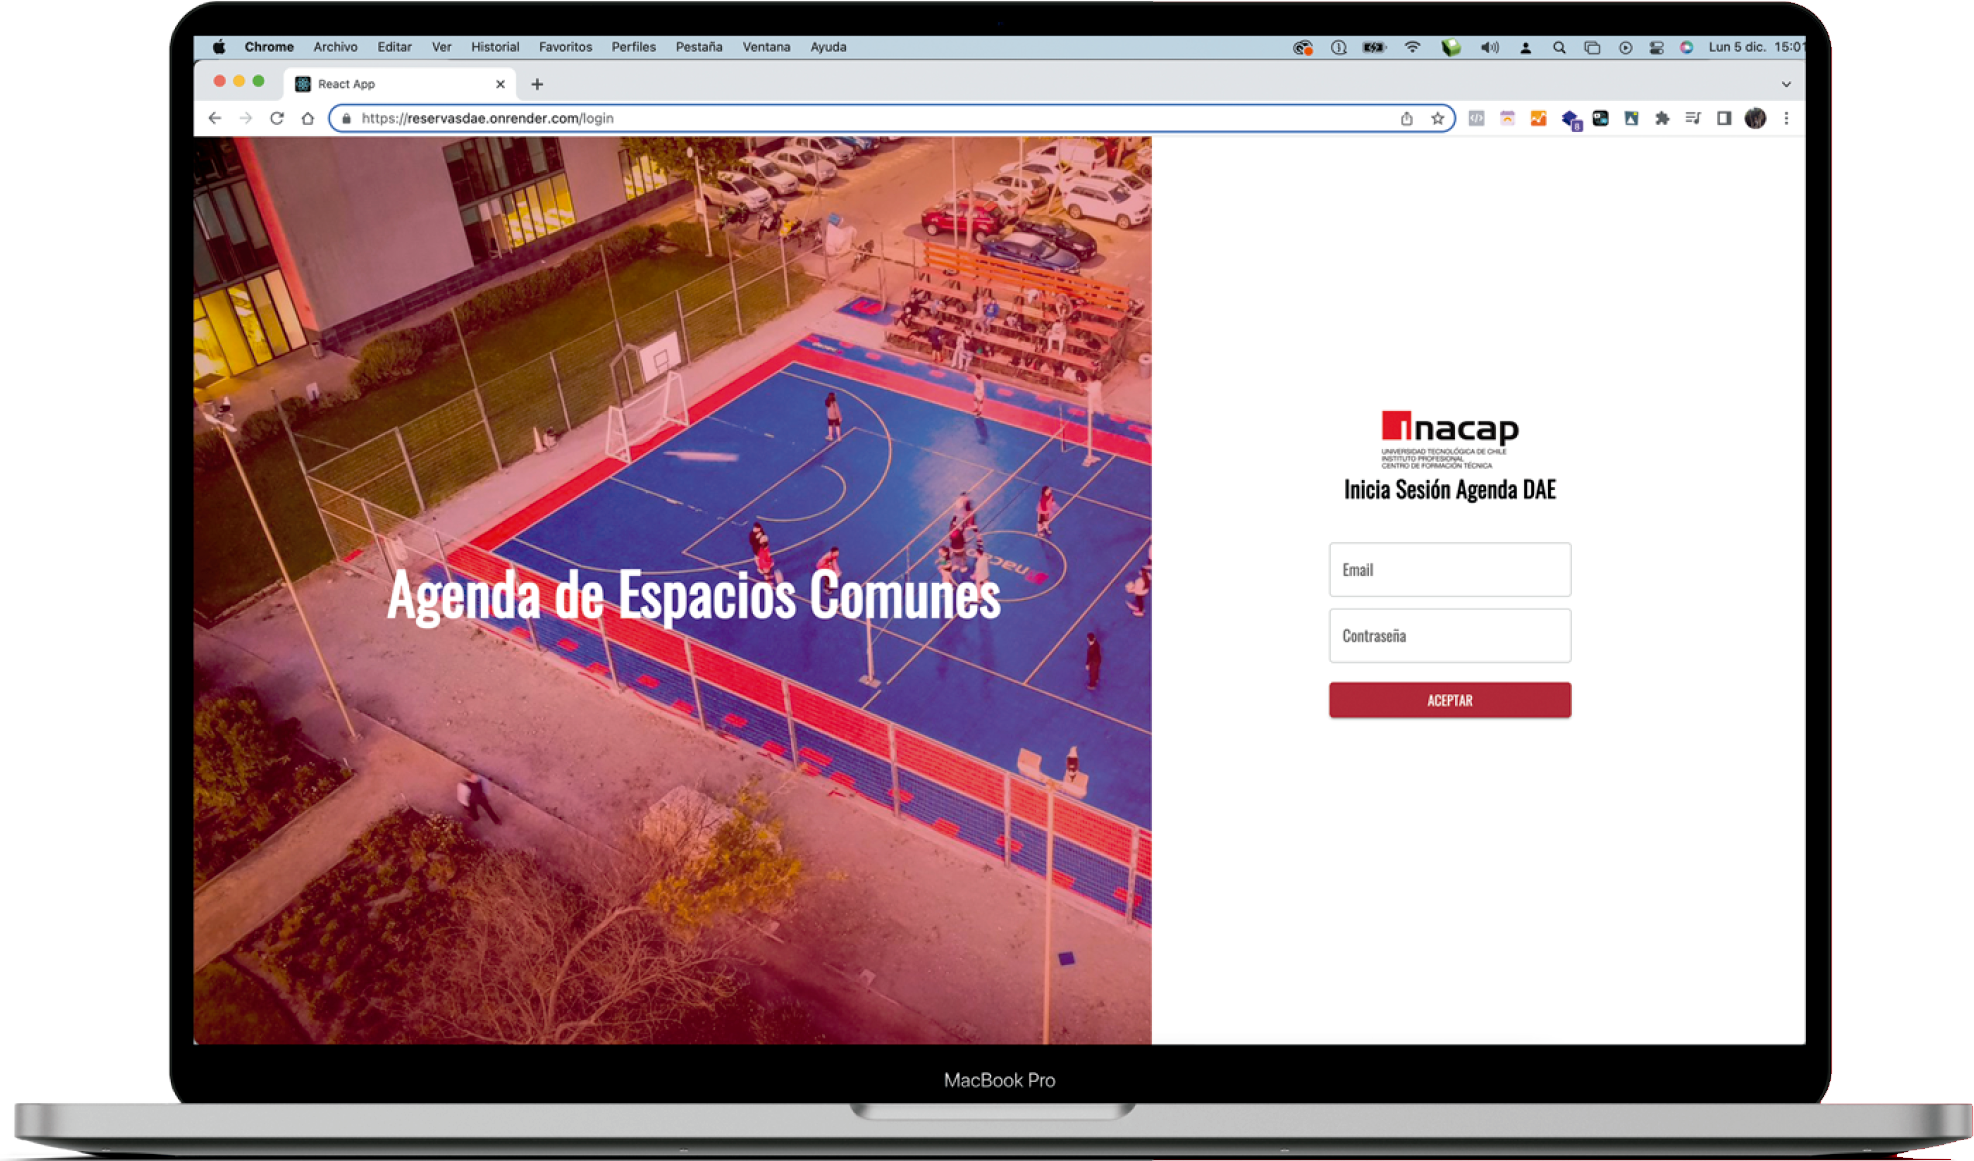 Chrome Archivo Editar Ver Historial Favoritos Perfiles Pestaña Ventana Ayuda
Lun 5 dic. 15:01
React App
https://reservasdae.onrender.com/login
8
Agenda de Espacios Comunes
inacap
inacap
UNIVERSIDAD TECNOLÓGICA DE CHILE
INSTITUTO PROFESIONAL
CENTRO DE FORMACIÓN TÉCNICA
Inicia Sesión Agenda DAE
Email
Contraseña
ACEPTAR
MacBook Pro